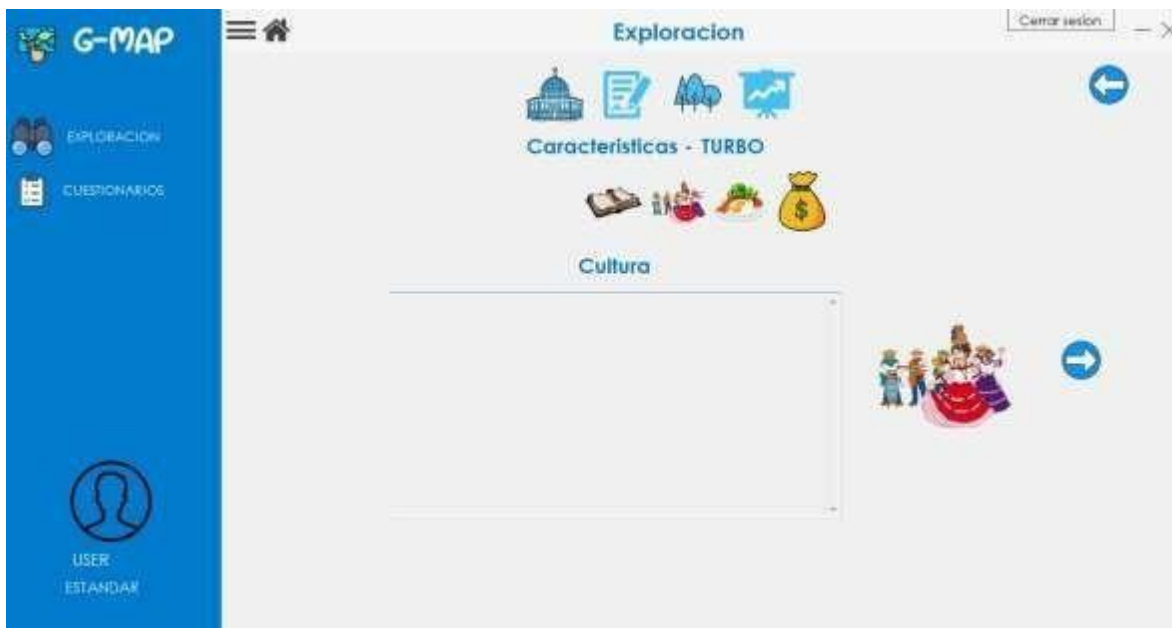 G-MAP
Exploracion
Cerrar sesion
EXPLORACION
Caracteristicas - TURBO
CUESTIONARIOS
Cultura
USER
ESTANDAR